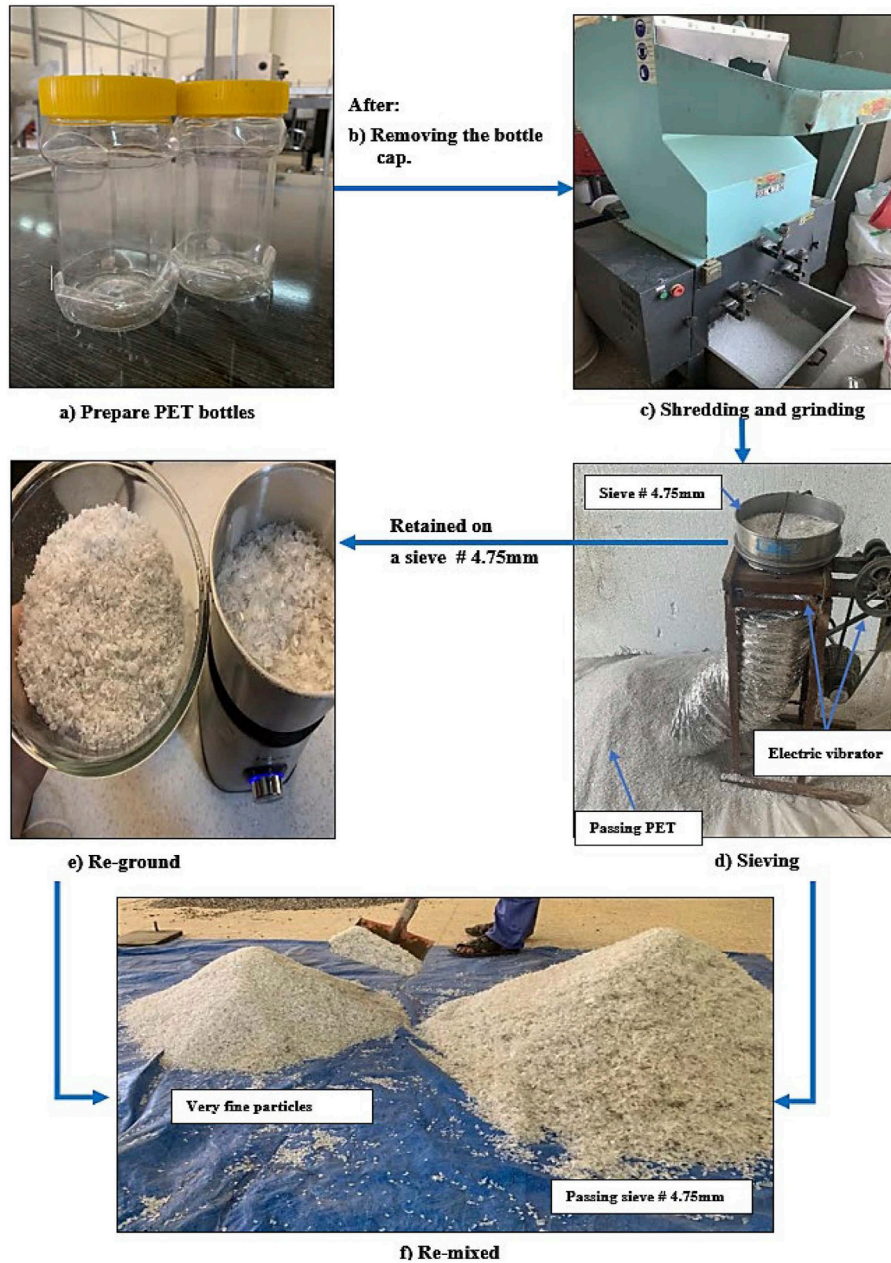 After:
b) Removing the bottle
cap.
a) Prepare PET bottles
c) Shredding and grinding
Sieve # 4.75mm
Retained on
a sieve # 4.75mm
Electric vibrator
Passing PET
e) Re-ground
d) Sieving
Very fine particles
Passing sieve # 4.75mm
f) Re-mixed